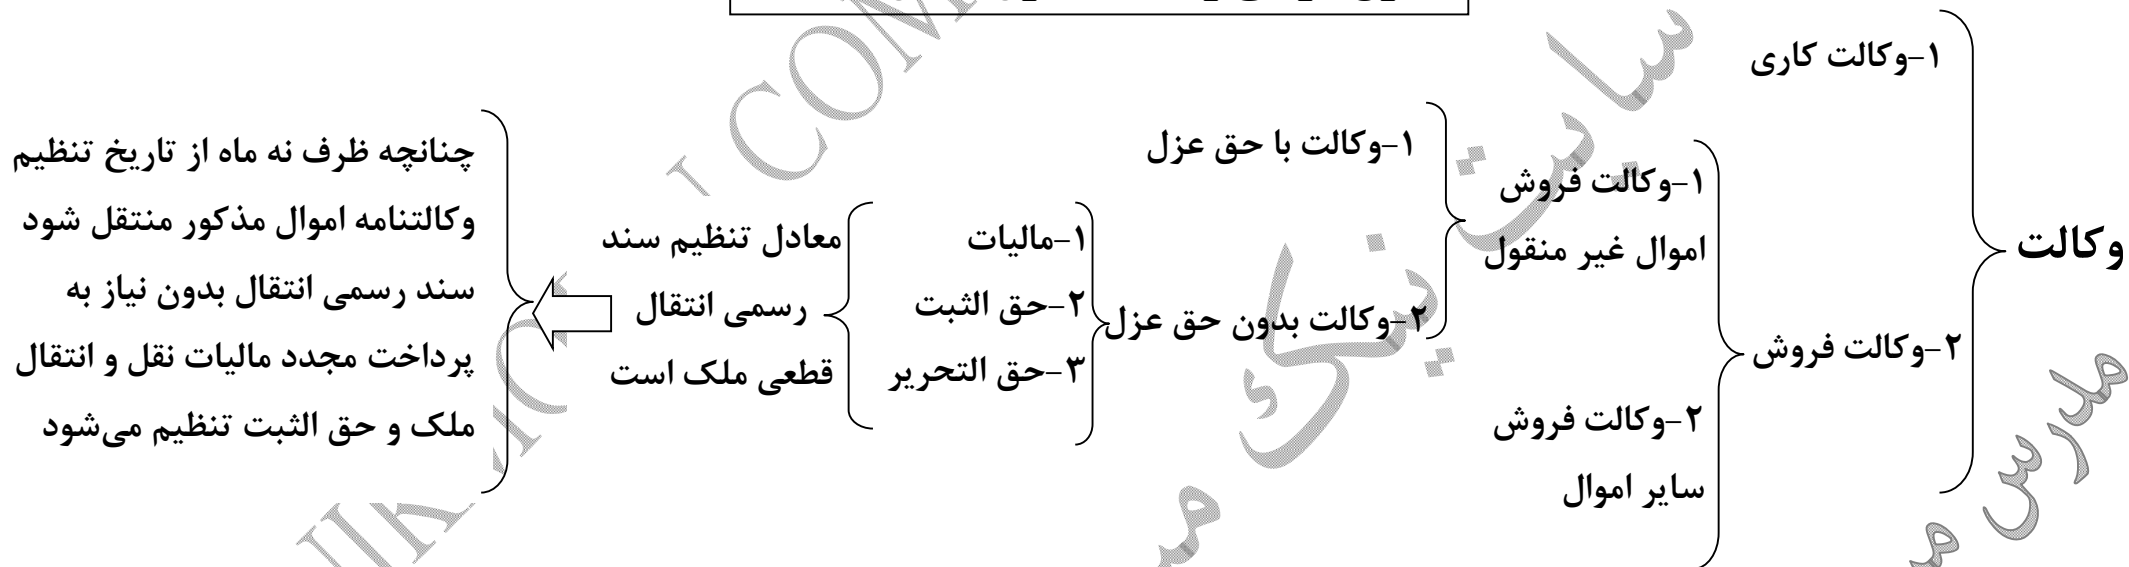 وکالت
۱-وکالت کاری
۲-وکالت فروش
۱-وکالت فروش
اموال غیر منقول
۲-وکالت فروش
سایر اموال
۱-وکالت با حق عزل
۲-وکالت بدون حق عزل
۱-مالیات
۲-حق الثبت
۳-حق التحریر
معادل تنظیم سند
رسمی انتقال
قطعی ملک است
چنانچه ظرف نه ماه از تاریخ تنظیم
وکالتنامه اموال مذکور منتقل شود
سند رسمی انتقال بدون نیاز به
پرداخت مجدد مالیات نقل و انتقال
ملک و حق الثبت تنظیم می‌شود
سایت نیک
مدرس